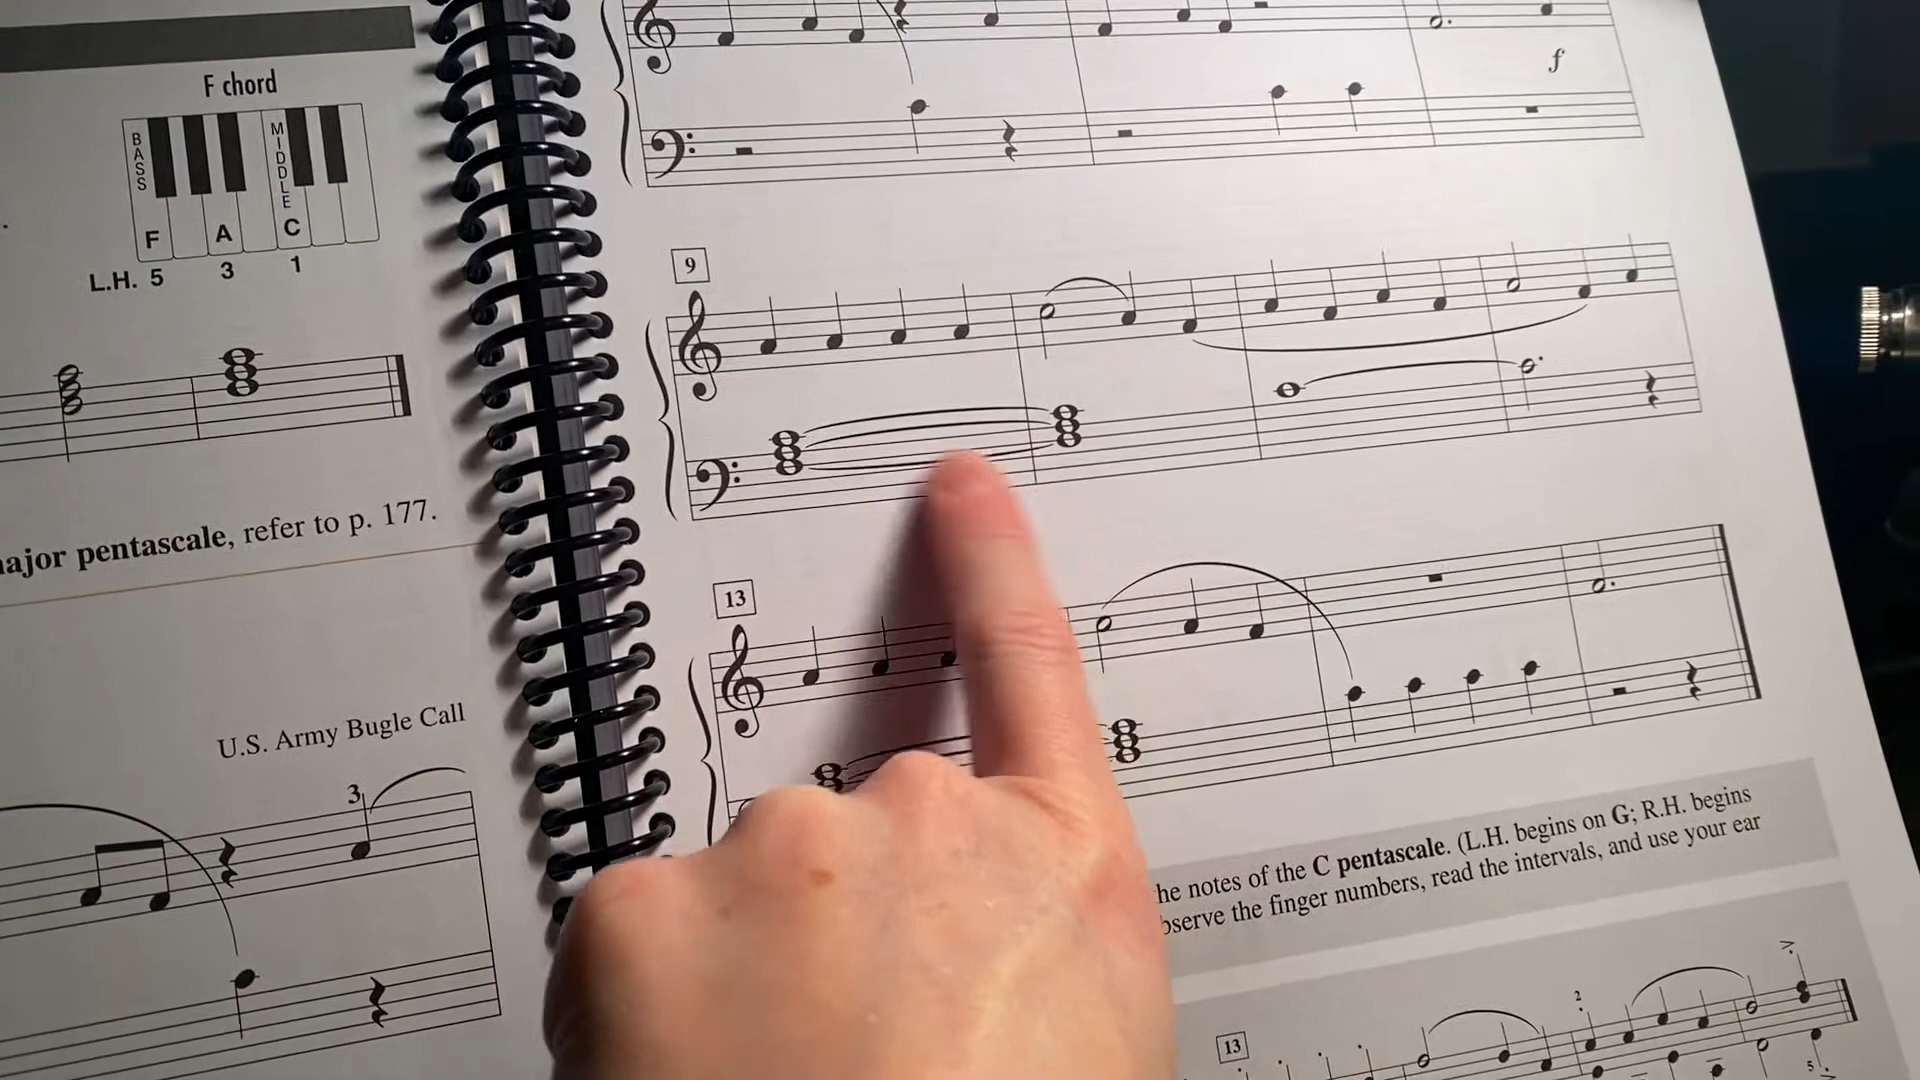 F chord
BASS
MIDDLE
F A C
L.H. 5 3 1
major pentascale, refer to p. 177.
U.S. Army Bugle Call
3
f
9
13
he notes of the C pentascale. (L.H. begins on G; R.H. begins
bserve the finger numbers, read the intervals, and use your ear
13
2
5